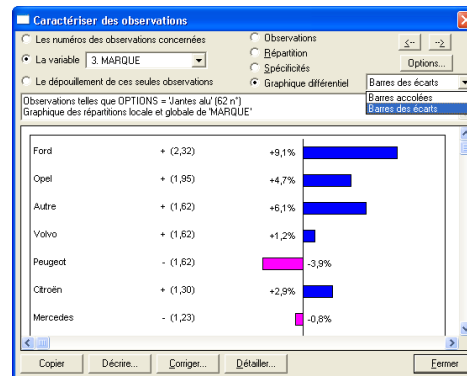 Caractériser des observations
Les numéros des observations concernées
La variable
3. MARQUE
Le dépouillement de ces seules observations
Observations
Répartition
Spécificités
Graphique différentiel
<--
-->
Options...
Barres des écarts
Barres accolées
Barres des écarts
Observations telles que OPTIONS = 'Jantes alu' (62 n°)
Graphique des répartitions locale et globale de 'MARQUE'
Ford + (2,32) +9,1%
Opel + (1,95) +4,7%
Autre + (1,62) +6,1%
Volvo + (1,62) +1,2%
Peugeot - (1,62) -3,9%
Citroën + (1,30) +2,9%
Mercedes - (1,23) -0,8%
Copier
Décrire...
Corriger...
Détailler...
Fermer